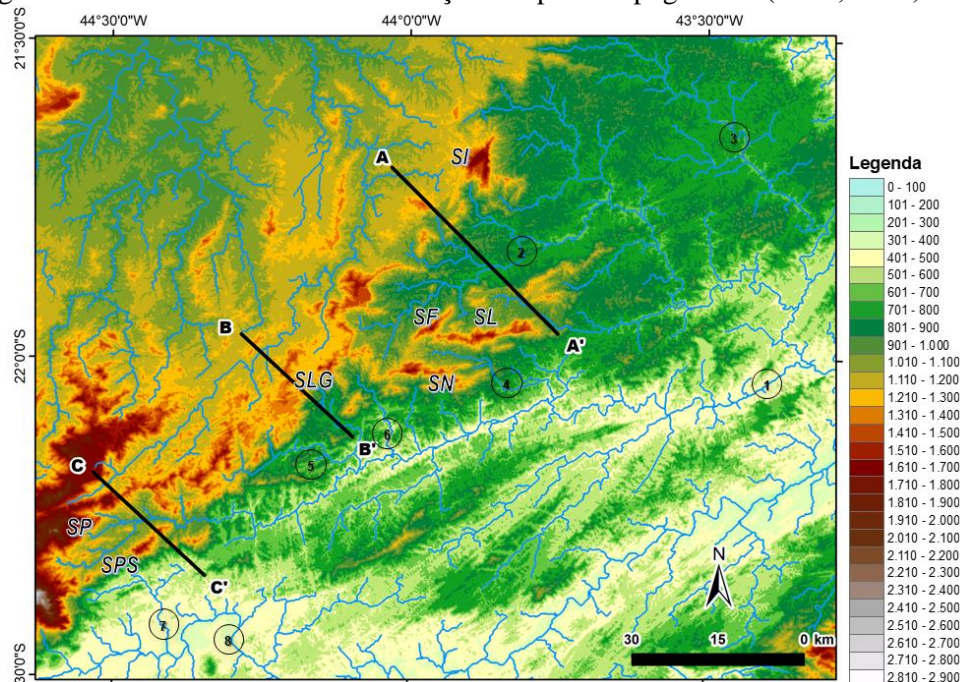 44°30'0"W 44°0'0"W 43°30'0"W
21°30'0"S
22°0'0"S
30'0"S
A
SI
3
2
SF
SL
A'
B
SLG
SN
4
1
6
B'
5
C
SP
SPS
C'
7
8
N
30 15 0 km
Legenda
0 - 100
101 - 200
201 - 300
301 - 400
401 - 500
501 - 600
601 - 700
701 - 800
801 - 900
901 - 1.000
1.010 - 1.100
1.110 - 1.200
1.210 - 1.300
1.310 - 1.400
1.410 - 1.500
1.510 - 1.600
1.610 - 1.700
1.710 - 1.800
1.810 - 1.900
1.910 - 2.000
2.010 - 2.100
2.110 - 2.200
2.210 - 2.300
2.310 - 2.400
2.410 - 2.500
2.510 - 2.600
2.610 - 2.700
2.710 - 2.800
2.810 - 2.900